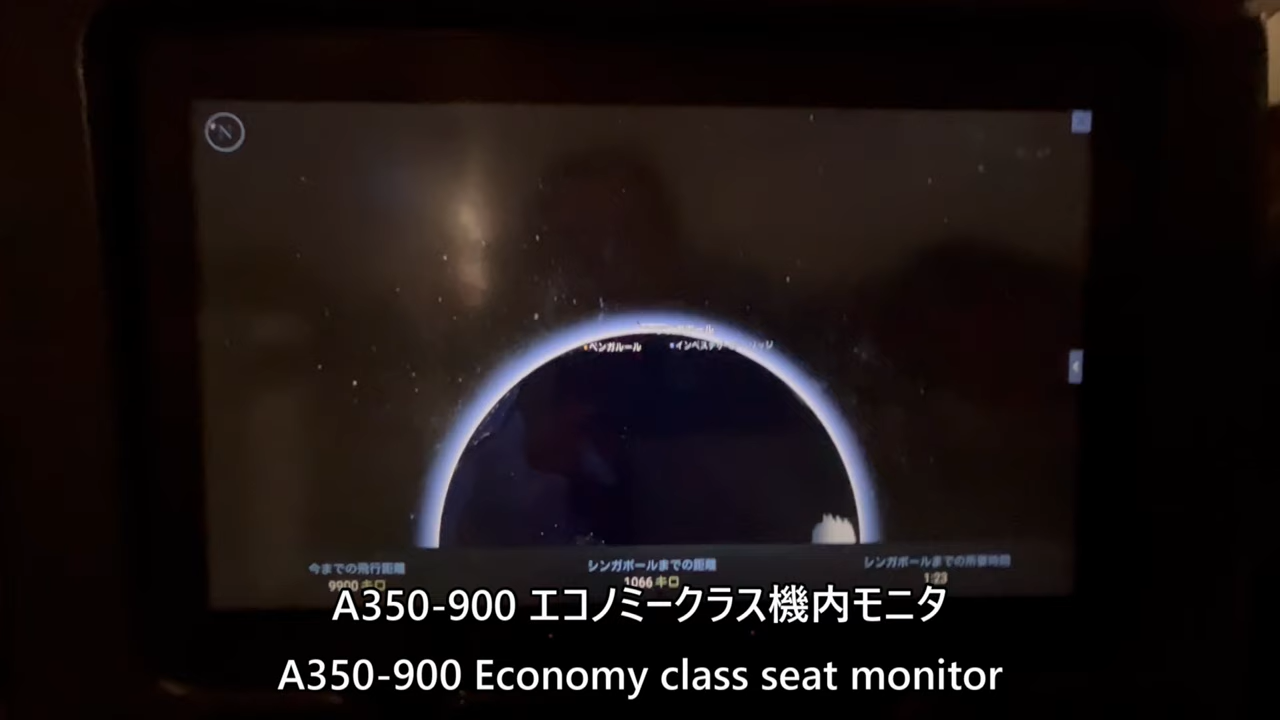 N
ベンガルール
今までの飛行距離
9900 キロ
シンガポールまでの距離
1066 キロ
シンガポールまでの所要時間
1:23
A350-900 エコノミークラス機内モニタ
A350-900 Economy class seat monitor